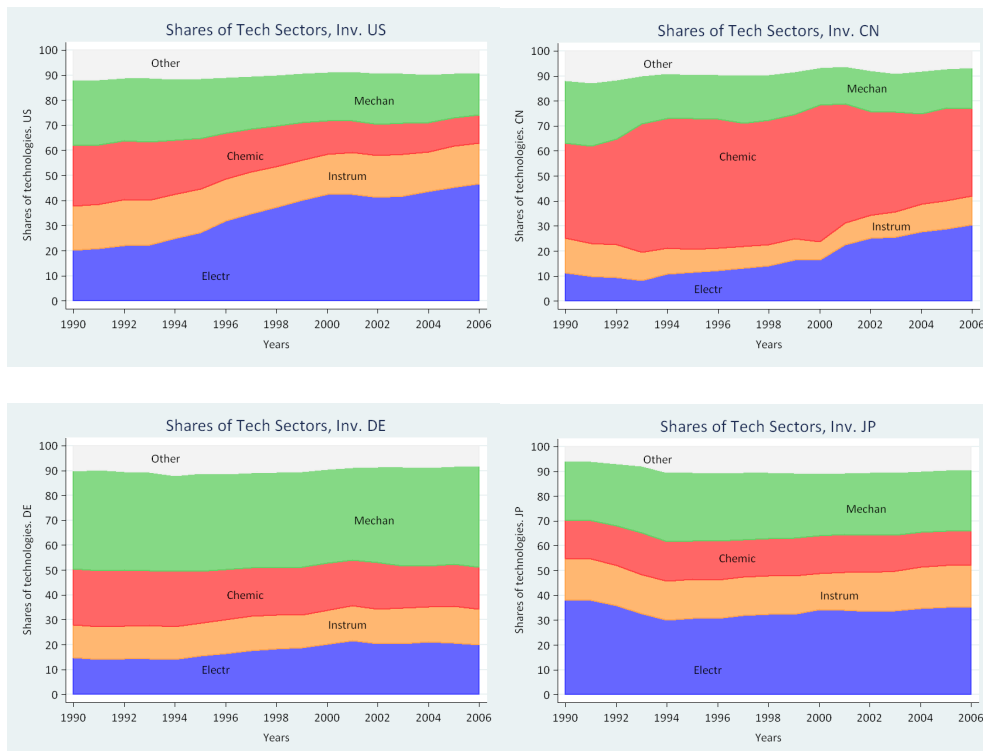 Shares of Tech Sectors, Inv. US
Shares of technologies. US
100
90
80
70
60
50
40
30
20
10
0
Other
Mechan
Chemic
Instrum
Electr
1990 1992 1994 1996 1998 2000 2002 2004 2006
Years
Shares of Tech Sectors, Inv. CN
Shares of technologies. CN
100
90
80
70
60
50
40
30
20
10
0
Other
Mechan
Chemic
Instrum
Electr
1990 1992 1994 1996 1998 2000 2002 2004 2006
Years
Shares of Tech Sectors, Inv. DE
Shares of technologies. DE
100
90
80
70
60
50
40
30
20
10
0
Other
Mechan
Chemic
Instrum
Electr
1990 1992 1994 1996 1998 2000 2002 2004 2006
Years
Shares of Tech Sectors, Inv. JP
Shares of technologies. JP
100
90
80
70
60
50
40
30
20
10
0
Other
Mechan
Chemic
Instrum
Electr
1990 1992 1994 1996 1998 2000 2002 2004 2006
Years